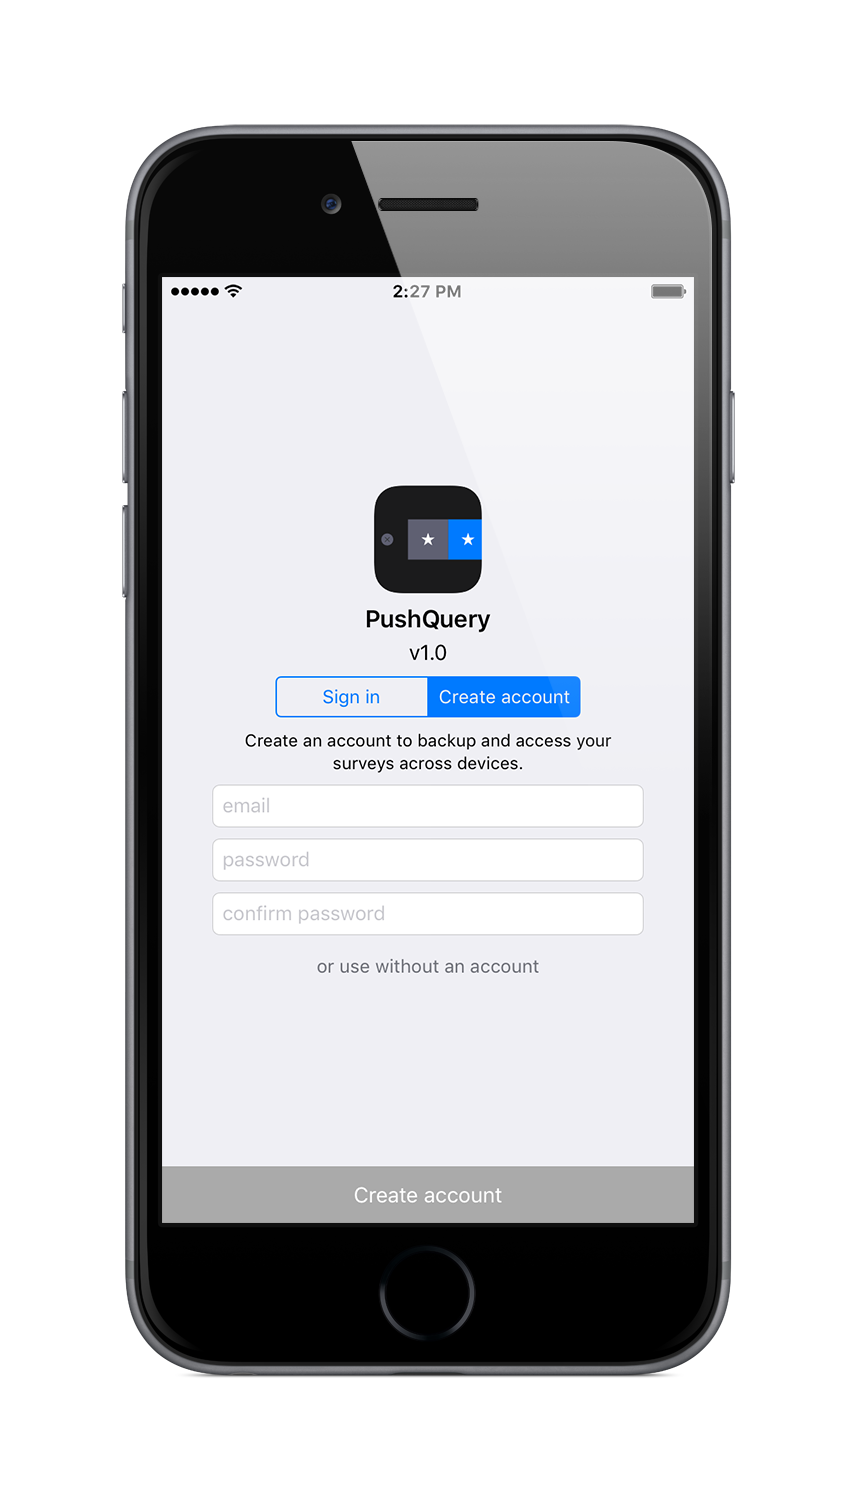 2:27 PM
PushQuery
v1.0
Sign in
Create account
Create an account to backup and access your
surveys across devices.
email
password
confirm password
or use without an account
Create account